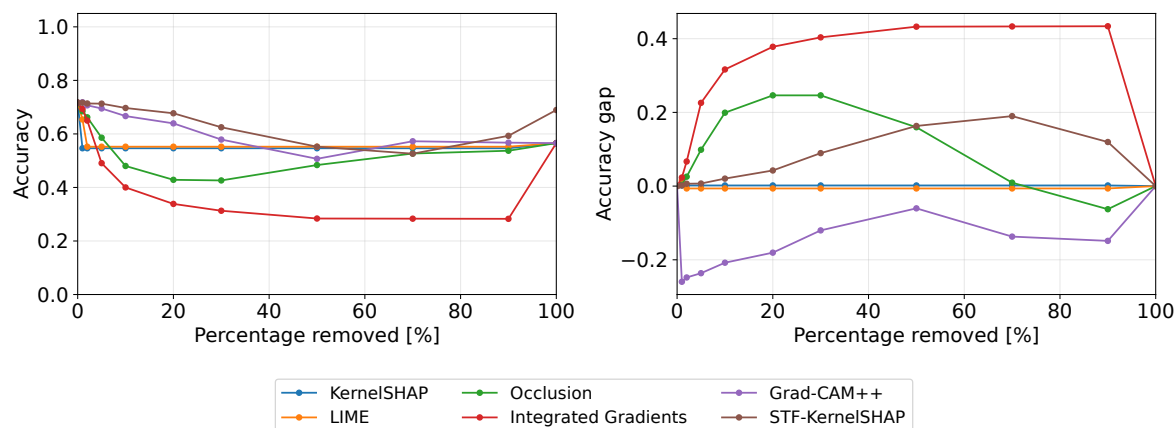 1.0
0.8
0.6
0.4
0.2
0.0
Accuracy
0 20 40 60 80 100
Percentage removed [%]
0.4
0.2
0.0
−0.2
Accuracy gap
0 20 40 60 80 100
Percentage removed [%]
KernelSHAP Occlusion Grad-CAM++
LIME Integrated Gradients STF-KernelSHAP